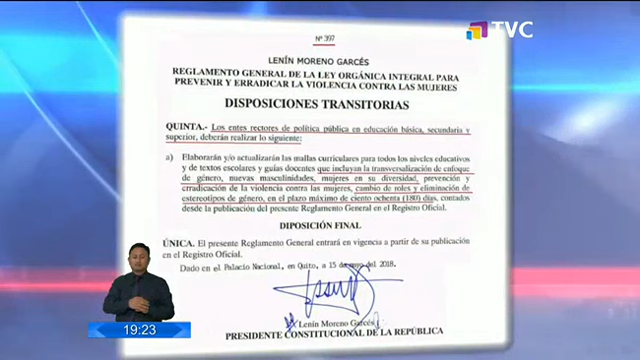 TVC
Nº 397
LENÍN MORENO GARCÉS
REGLAMENTO GENERAL DE LA LEY ORGÁNICA INTEGRAL PARA
PREVENIR Y ERRADICAR LA VIOLENCIA CONTRA LAS MUJERES
DISPOSICIONES TRANSITORIAS
QUINTA.- Los entes rectores de política pública en educación básica, secundaria y
superior, deberán realizar lo siguiente:
a) Elaborarán y/o actualizarán las mallas curriculares para todos los niveles educativos
y de textos escolares y guías docentes que incluyan la transversalización de enfoque
de género, nuevas masculinidades, mujeres en su diversidad, prevención y
erradicación de la violencia contra las mujeres, cambio de roles y eliminación de
estereotipos de género, en el plazo máximo de ciento ochenta (180) días, contados
desde la publicación del presente Reglamento General en el Registro Oficial.
DIPOSICIÓN FINAL
ÚNICA. El presente Reglamento General entrará en vigencia a partir de su publicación
en el Registro Oficial.
Dado en el Palacio Nacional, en Quito, a 15 de mayo del 2018.
Lenín Moreno Garcés
PRESIDENTE CONSTITUCIONAL DE LA REPÚBLICA
19:23